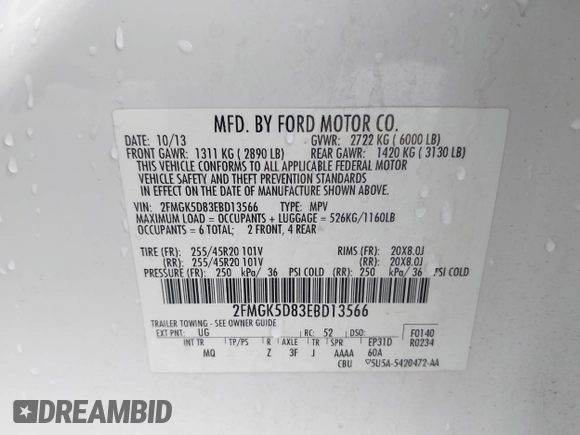 MFD. BY FORD MOTOR CO.
DATE: 10/13 GVWR: 2722 KG ( 6000 LB)
FRONT GAWR: 1311 KG ( 2890 LB) REAR GAWR: 1420 KG ( 3130 LB)
THIS VEHICLE CONFORMS TO ALL APPLICABLE FEDERAL MOTOR
VEHICLE SAFETY AND THEFT PREVENTION STANDARDS
IN EFFECT ON THE DATE OF MANUFACTURE SHOWN ABOVE.
VIN: 2FMGK5D83EBD13566 TYPE: MPV
MAXIMUM LOAD = OCCUPANTS + LUGGAGE = 526KG/1160LB
OCCUPANTS = 6 TOTAL; 2 FRONT, 4 REAR
TIRE (FR): 255/45R20 101V RIMS (FR): 20X8.0J
(RR): 255/45R20 101V (RR): 20X8.0J
PRESSURE (FR): 250 kPa/ 36 PSI COLD (RR): 250 kPa/ 36 PSI COLD
2FMGK5D83EBD13566
TRAILER TOWING - SEE OWNER GUIDE
EXT PNT: UG RC: 52 DSO: F0140
INT TR TP/PS R AXLE TR SPR EP31D R0234
MQ Z 3F J AAAA 60A
CBU 5U5A-5420472-AA
DREAMBID